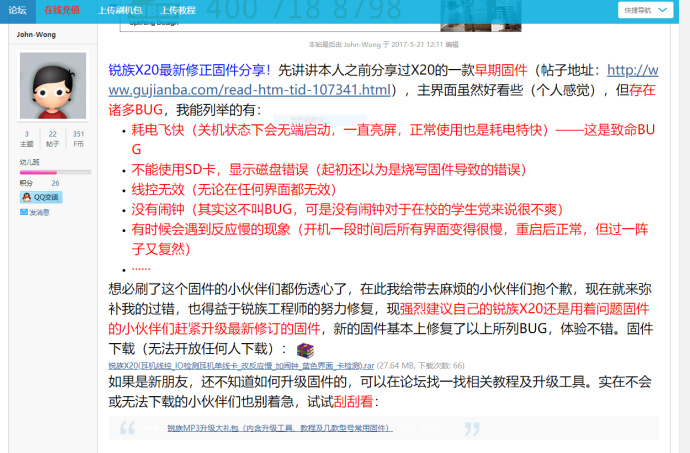 论坛 在线充值 上传刷机包 上传教程 快捷导航
400 718 8798
John-Wong
本帖最后由 John-Wong 于 2017-5-21 12:11 编辑
锐族X20最新修正固件分享！先讲讲本人之前分享过X20的一款早期固件（帖子地址：http://w
ww.gujianba.com/read-htm-tid-107341.html），主界面虽然好看些（个人感觉），但存在
诸多BUG，我能列举的有：
• 耗电飞快（关机状态下会无端启动，一直亮屏，正常使用也是耗电特快）——这是致命BU
G
• 不能使用SD卡，显示磁盘错误（起初还以为是烧写固件导致的错误）
• 线控无效（无论在任何界面都无效）
• 没有闹钟（其实这不叫BUG，可是没有闹钟对于在校的学生党来说很不爽）
• 有时候会遇到反应慢的现象（开机一段时间后所有界面变得很慢，重启后正常，但过一阵
子又复然）
• ······
3 22 351
主题 帖子 F币
幼儿班
积分 26
QQ交谈
发消息
想必刷了这个固件的小伙伴们都伤透心了，在此我给带去麻烦的小伙伴们抱个歉，现在就来弥
补我的过错，也得益于锐族工程师的努力修复，现强烈建议自己的锐族X20还是用着问题固件
的小伙伴们赶紧升级最新修订的固件，新的固件基本上修复了以上所列BUG，体验不错。固件
下载（无法开放任何人下载）：
锐族X20(耳机线控_IO检测耳机单线卡_改反应慢_加闹钟_蓝色界面_卡检测).rar (27.64 MB, 下载次数: 66)
如果是新朋友，还不知道如何升级固件的，可以在论坛找一找相关教程及升级工具。实在不会
或无法下载的小伙伴们也别着急，试试刮刮看：
锐族MP3升级大礼包（内含升级工具、教程及几款型号常用固件）